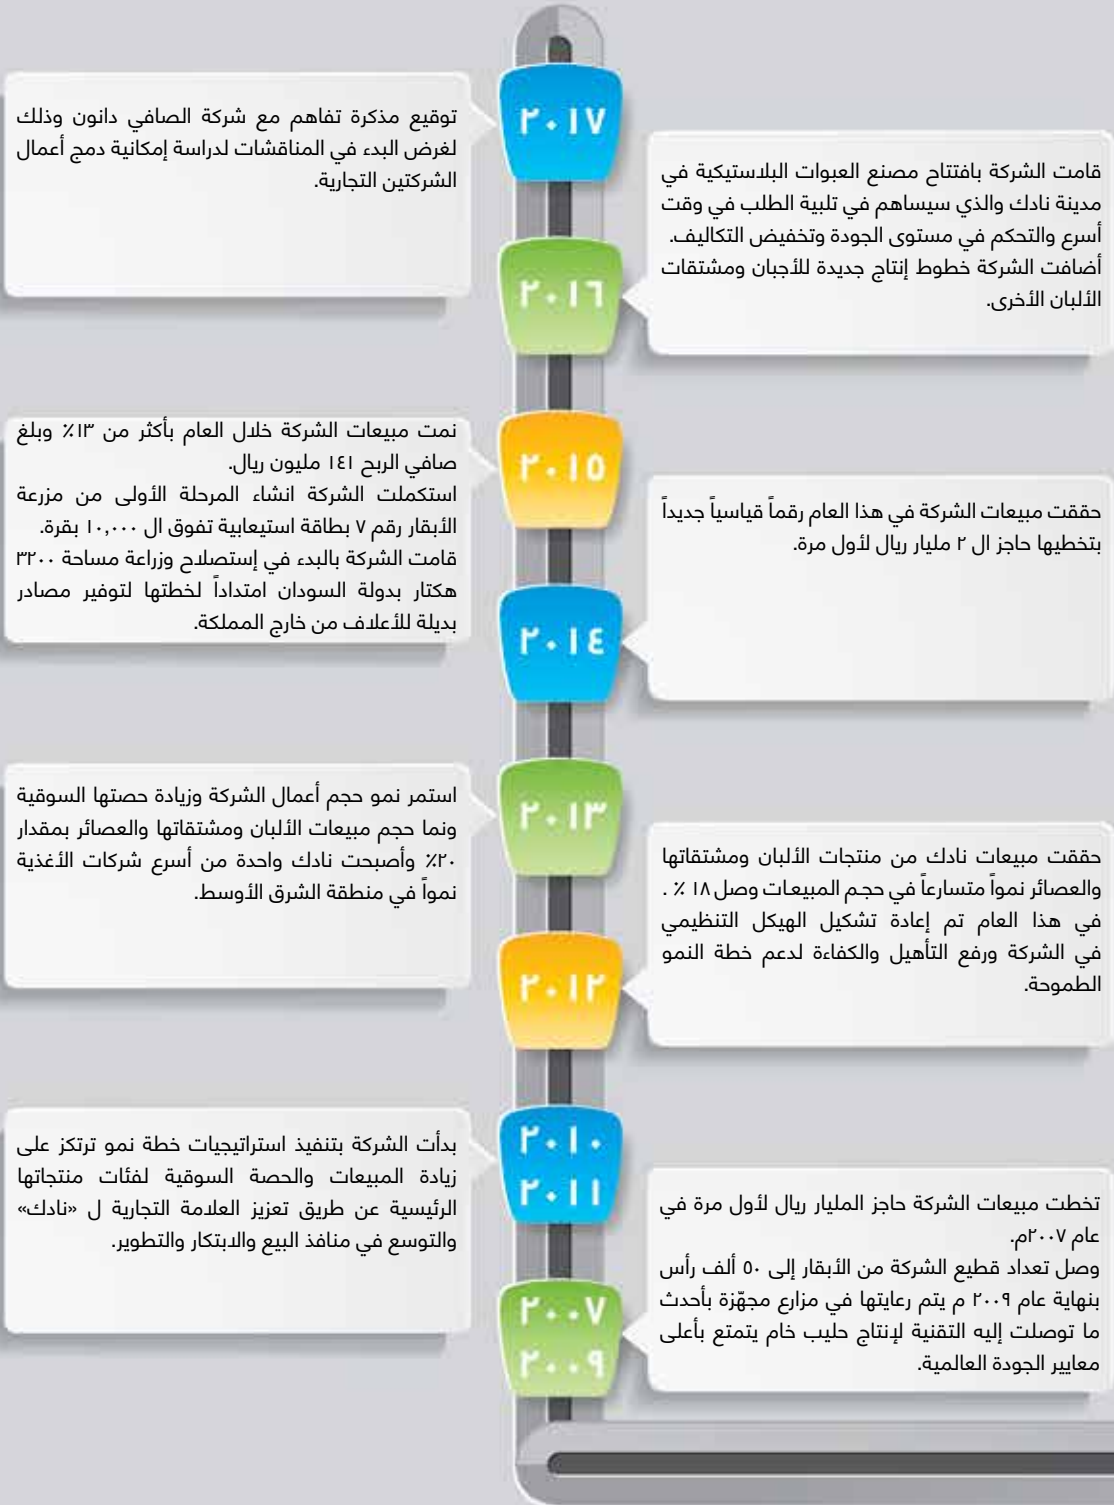 ٢٠١٧
توقيع مذكرة تفاهم مع شركة الصافي دانون وذلك
لغرض البدء في المناقشات لدراسة إمكانية دمج أعمال
الشركتين التجارية.
٢٠١٦
قامت الشركة بافتتاح مصنع العبوات البلاستيكية في
مدينة نادك والذي سيساهم في تلبية الطلب في وقت
أسرع والتحكم في مستوى الجودة وتخفيض التكاليف.
أضافت الشركة خطوط إنتاج جديدة للأجبان ومشتقات
الألبان الأخرى.
٢٠١٥
نمت مبيعات الشركة خلال العام بأكثر من ١٣٪ وبلغ
صافي الربح ١٤١ مليون ريال.
استكملت الشركة انشاء المرحلة الأولى من مزرعة
الأبقار رقم ٧ بطاقة استيعابية تفوق ال ١٠,٠٠٠ بقرة.
قامت الشركة بالبدء في إستصلاح وزراعة مساحة ٣٢٠٠
هكتار بدولة السودان امتداداً لخطتها لتوفير مصادر
بديلة للأعلاف من خارج المملكة.
٢٠١٤
حققت مبيعات الشركة في هذا العام رقماً قياسياً جديداً
بتخطيها حاجز ال ٢ مليار ريال لأول مرة.
٢٠١٣
استمر نمو حجم أعمال الشركة وزيادة حصتها السوقية
ونما حجم مبيعات الألبان ومشتقاتها والعصائر بمقدار
٢٠٪ وأصبحت نادك واحدة من أسرع شركات الأغذية
نمواً في منطقة الشرق الأوسط.
٢٠١٢
حققت مبيعات نادك من منتجات الألبان ومشتقاتها
والعصائر نمواً متسارعاً في حجم المبيعات وصل ١٨ ٪ .
في هذا العام تم إعادة تشكيل الهيكل التنظيمي
في الشركة ورفع التأهيل والكفاءة لدعم خطة النمو
الطموحة.
٢٠١٠
٢٠١١
بدأت الشركة بتنفيذ استراتيجيات خطة نمو ترتكز على
زيادة المبيعات والحصة السوقية لفئات منتجاتها
الرئيسية عن طريق تعزيز العلامة التجارية ل «نادك»
والتوسع في منافذ البيع والابتكار والتطوير.
٢٠٠٧
٢٠٠٩
تخطت مبيعات الشركة حاجز المليار ريال لأول مرة في
عام ٢٠٠٧م.
وصل تعداد قطيع الشركة من الأبقار إلى ٥٠ ألف رأس
بنهاية عام ٢٠٠٩ م يتم رعايتها في مزارع مجهّزة بأحدث
ما توصلت إليه التقنية لإنتاج حليب خام يتمتع بأعلى
معايير الجودة العالمية.